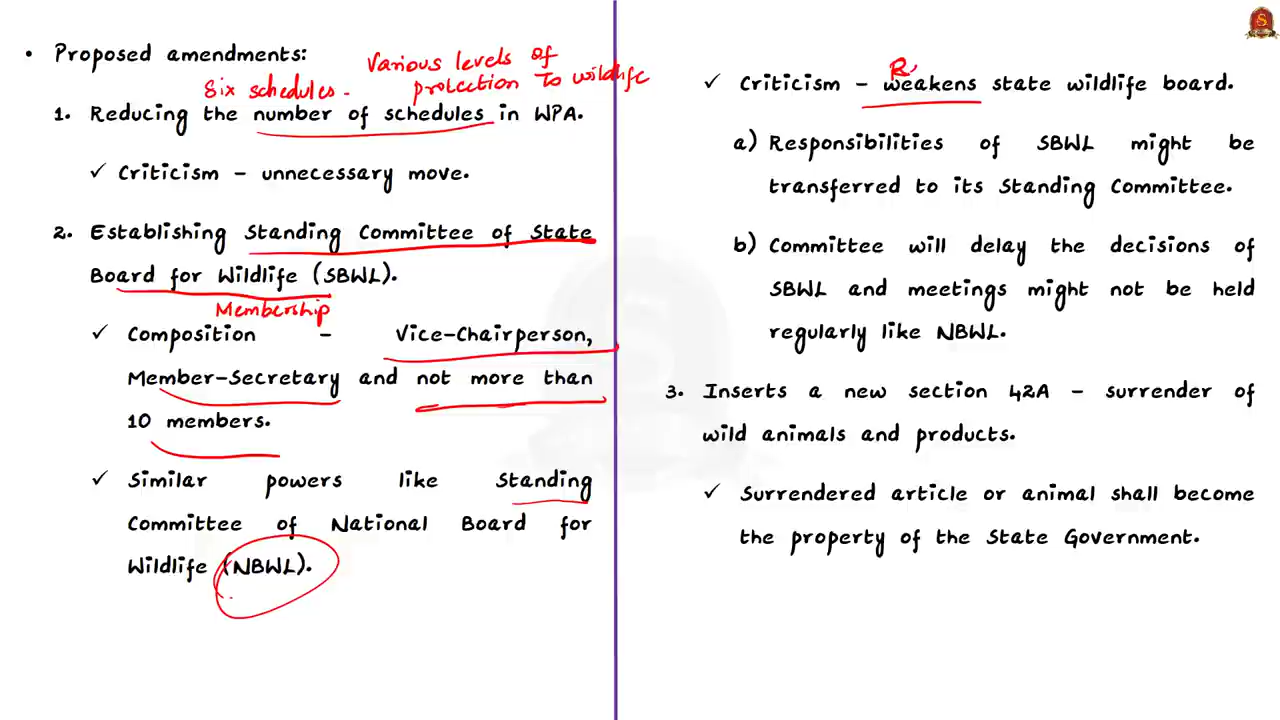 • Proposed amendments:
Various levels of
six schedules - protection to wildlife
1. Reducing the number of schedules in WPA.
✓ Criticism – unnecessary move.
2. Establishing Standing Committee of State
Board for Wildlife (SBWL).
Membership
✓ Composition – Vice-Chairperson,
Member-Secretary and not more than
10 members.
✓ Similar powers like Standing
Committee of National Board for
Wildlife (NBWL).
R
✓ Criticism – weakens state wildlife board.
a) Responsibilities of SBWL might be
transferred to its Standing Committee.
b) Committee will delay the decisions of
SBWL and meetings might not be held
regularly like NBWL.
3. Inserts a new section 42A – surrender of
wild animals and products.
✓ Surrendered article or animal shall become
the property of the State Government.